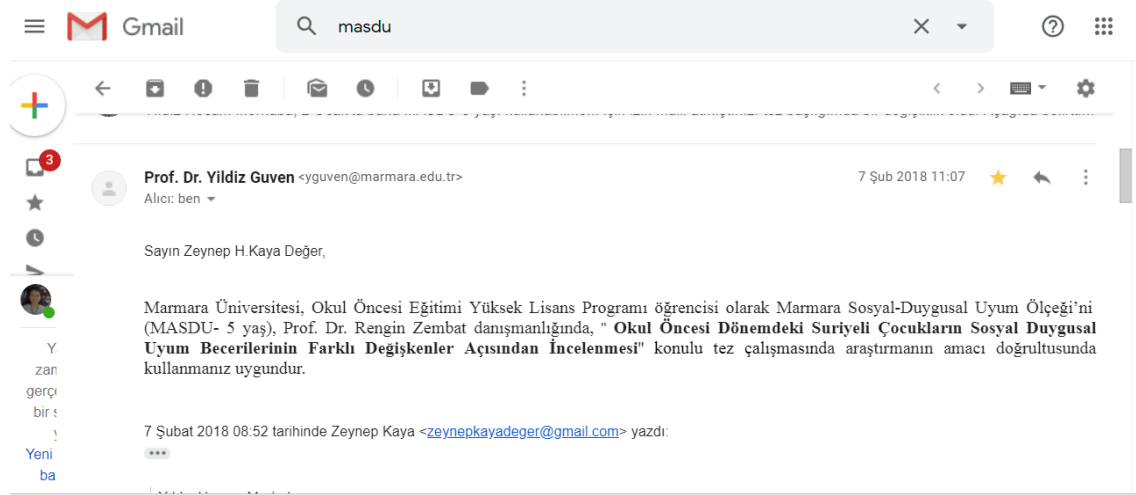 Gmail
masdu
3
Prof. Dr. Yildiz Guven <yguven@marmara.edu.tr>
7 Şub 2018 11:07
Alıcı: ben
Sayın Zeynep H.Kaya Değer,
Marmara Üniversitesi, Okul Öncesi Eğitimi Yüksek Lisans Programı öğrencisi olarak Marmara Sosyal-Duygusal Uyum Ölçeği’ni
(MASDU- 5 yaş), Prof. Dr. Rengin Zembat danışmanlığında, " Okul Öncesi Dönemdeki Suriyeli Çocukların Sosyal Duygusal
Uyum Becerilerinin Farklı Değişkenler Açısından İncelenmesi" konulu tez çalışmasında araştırmanın amacı doğrultusunda
kullanmanız uygundur.
7 Şubat 2018 08:52 tarihinde Zeynep Kaya <zeynepkayadeger@gmail.com> yazdı:
Y
zan
gerç
bir s
Yeni
ba